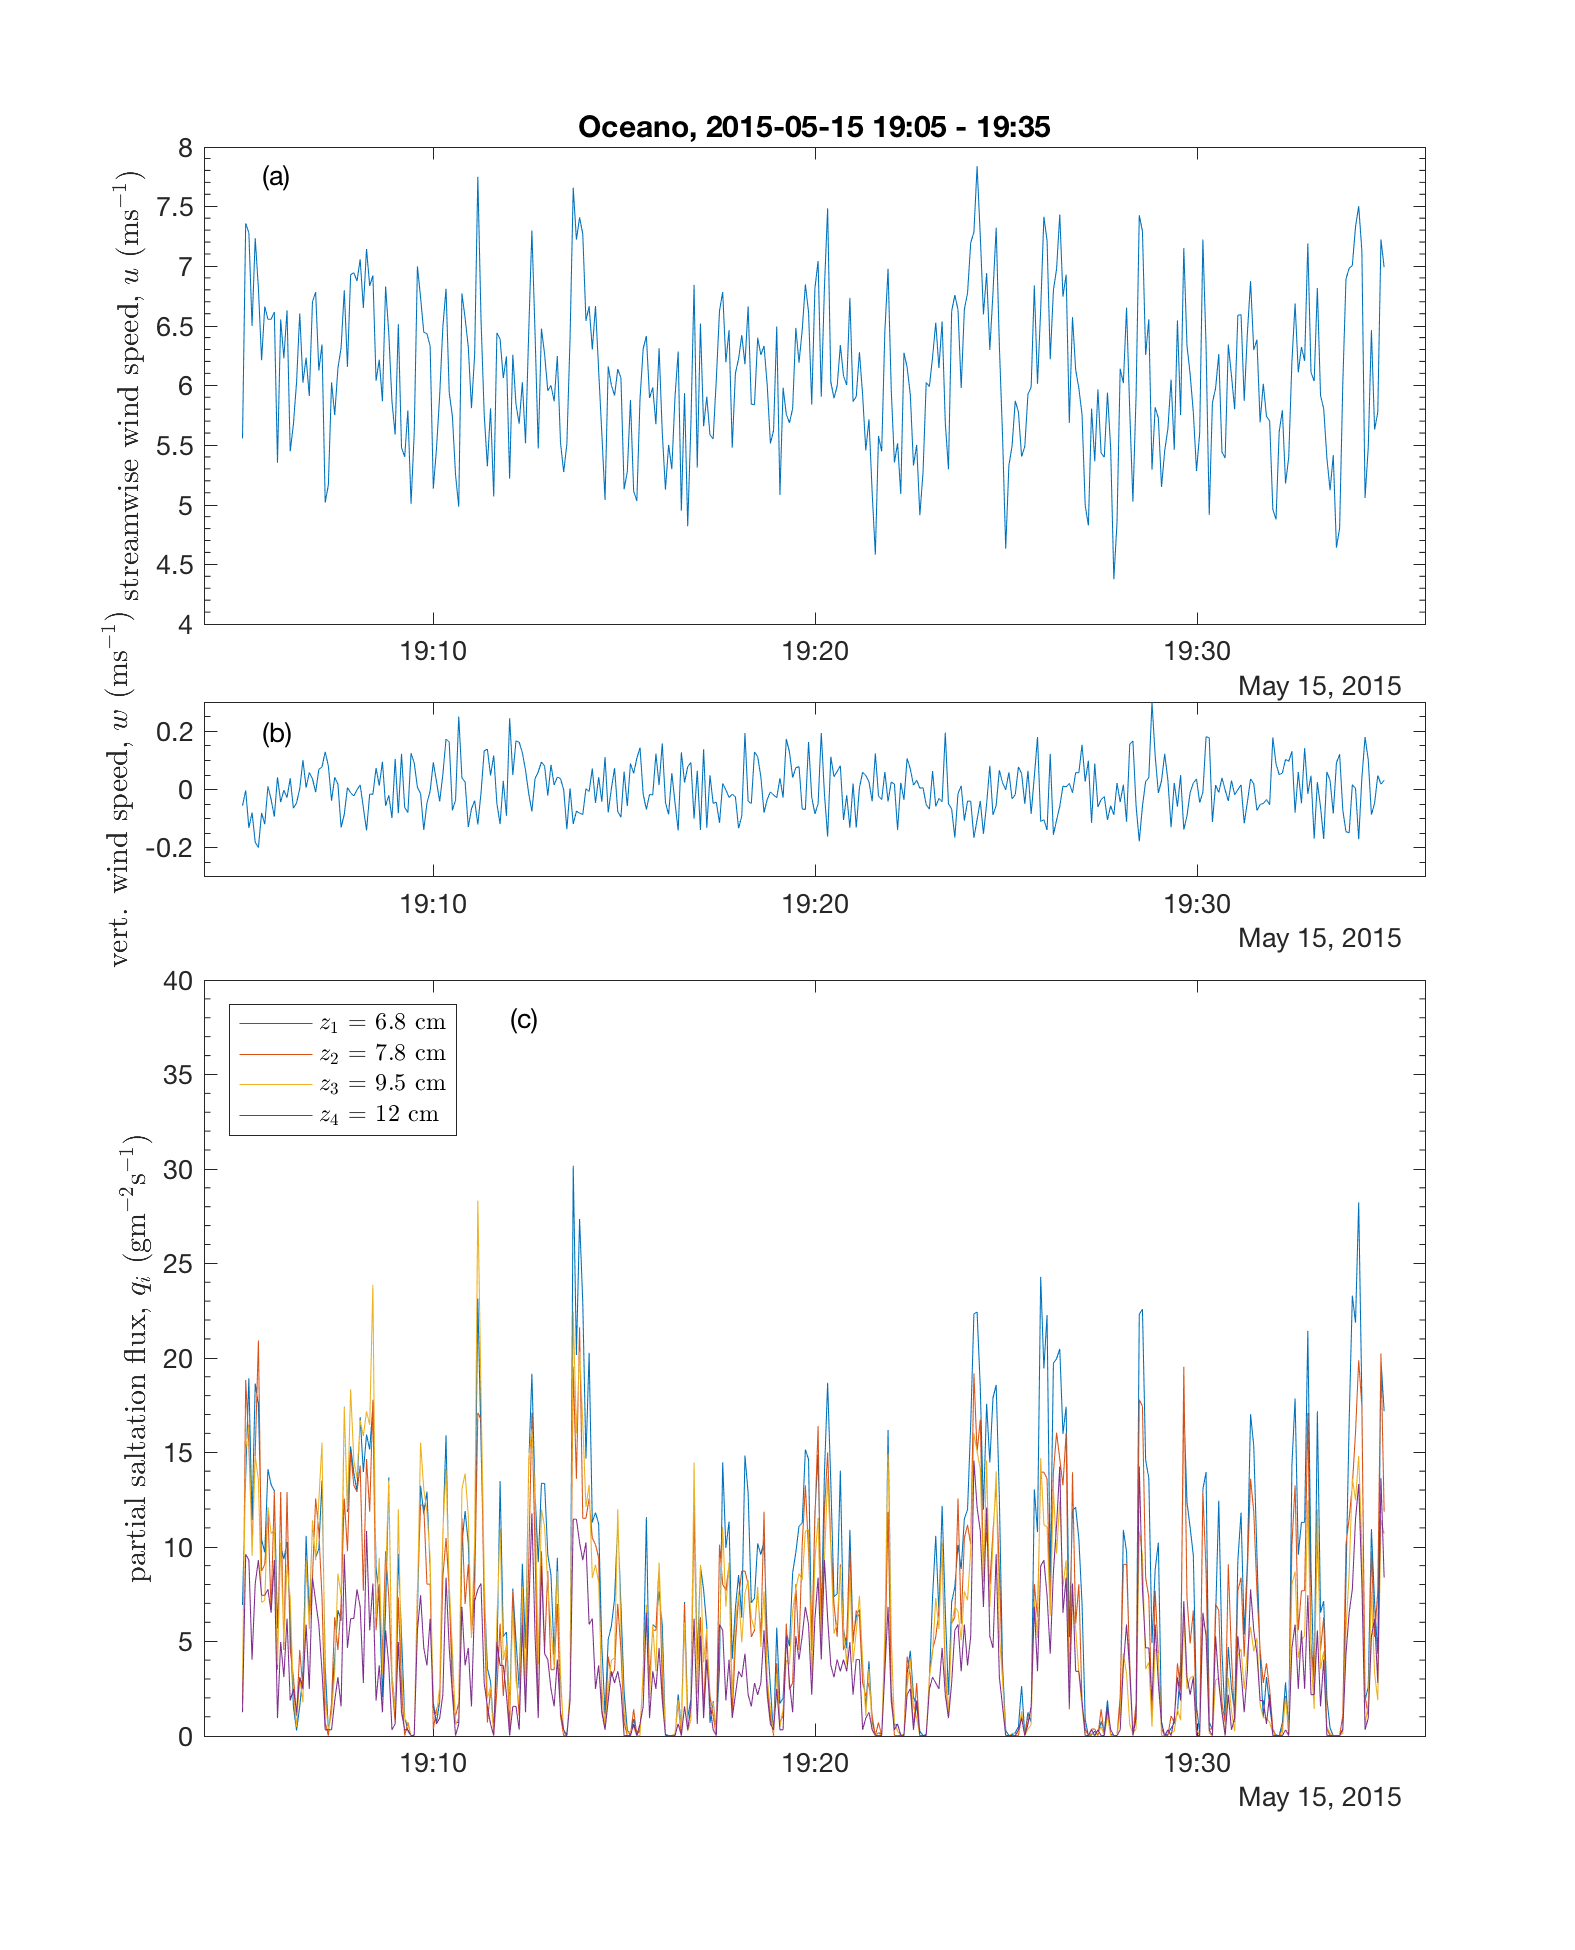 Oceano, 2015-05-15 19:05 - 19:35
(a)
streamwise wind speed, u (ms⁻¹)
8
7.5
7
6.5
6
5.5
5
4.5
4
19:10 19:20 19:30
May 15, 2015
(b)
vert. wind speed, w (ms⁻¹)
0.2
0
-0.2
19:10 19:20 19:30
May 15, 2015
(c)
partial saltation flux, qᵢ (gm⁻²s⁻¹)
40
35
30
25
20
15
10
5
0
z₁ = 6.8 cm
z₂ = 7.8 cm
z₃ = 9.5 cm
z₄ = 12 cm
19:10 19:20 19:30
May 15, 2015